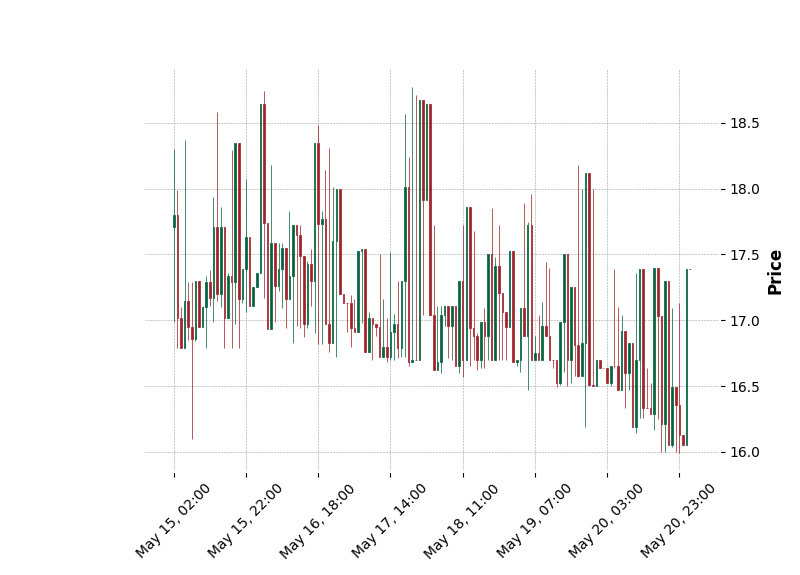 18.5
18.0
17.5
17.0
16.5
16.0
Price
May 15, 02:00
May 15, 22:00
May 16, 18:00
May 17, 14:00
May 18, 11:00
May 19, 07:00
May 20, 03:00
May 20, 23:00